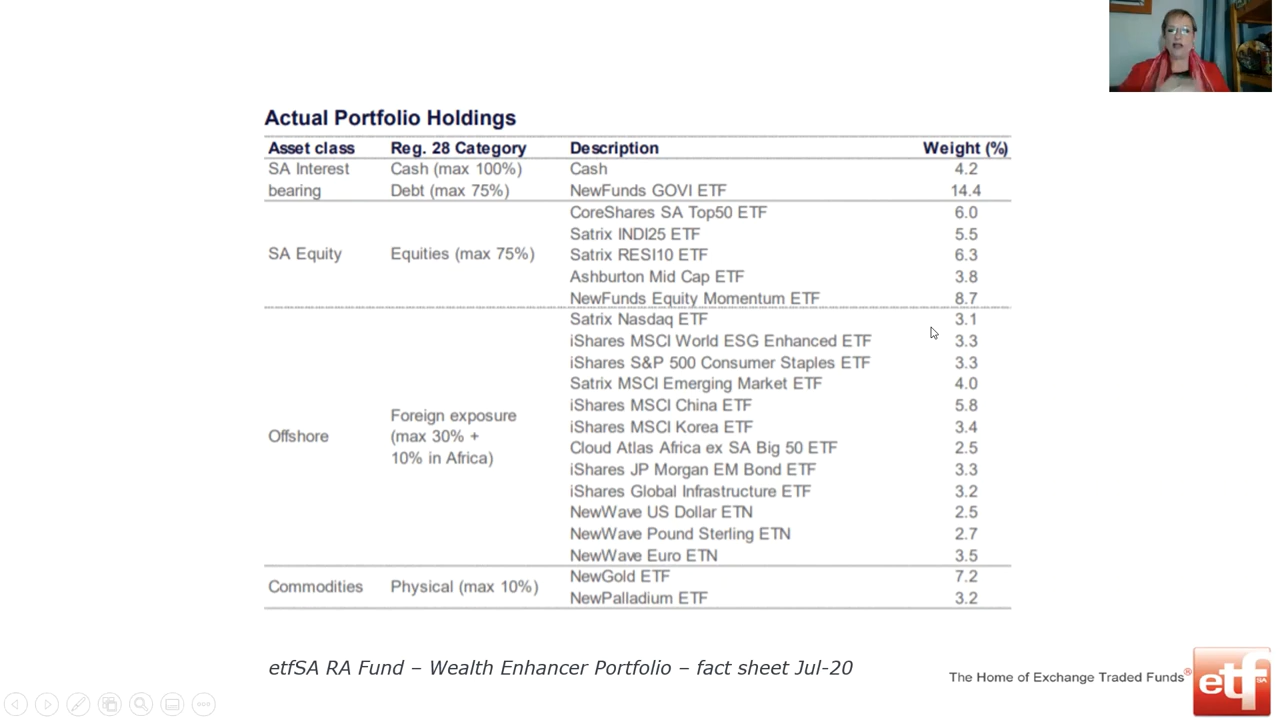 Actual Portfolio Holdings
Asset class Reg. 28 Category Description Weight (%)
SA Interest Cash (max 100%) Cash 4.2
bearing Debt (max 75%) NewFunds GOVI ETF 14.4
CoreShares SA Top50 ETF 6.0
Satrix INDI25 ETF 5.5
SA Equity Equities (max 75%) Satrix RESI10 ETF 6.3
Ashburton Mid Cap ETF 3.8
NewFunds Equity Momentum ETF 8.7
Satrix Nasdaq ETF 3.1
iShares MSCI World ESG Enhanced ETF 3.3
iShares S&P 500 Consumer Staples ETF 3.3
Satrix MSCI Emerging Market ETF 4.0
iShares MSCI China ETF 5.8
Foreign exposure
iShares MSCI Korea ETF 3.4
Offshore (max 30% +
Cloud Atlas Africa ex SA Big 50 ETF 2.5
10% in Africa)
iShares JP Morgan EM Bond ETF 3.3
iShares Global Infrastructure ETF 3.2
NewWave US Dollar ETN 2.5
NewWave Pound Sterling ETN 2.7
NewWave Euro ETN 3.5
NewGold ETF 7.2
Commodities Physical (max 10%)
NewPalladium ETF 3.2
etfSA RA Fund – Wealth Enhancer Portfolio – fact sheet Jul-20
The Home of Exchange Traded Funds®
etf SA